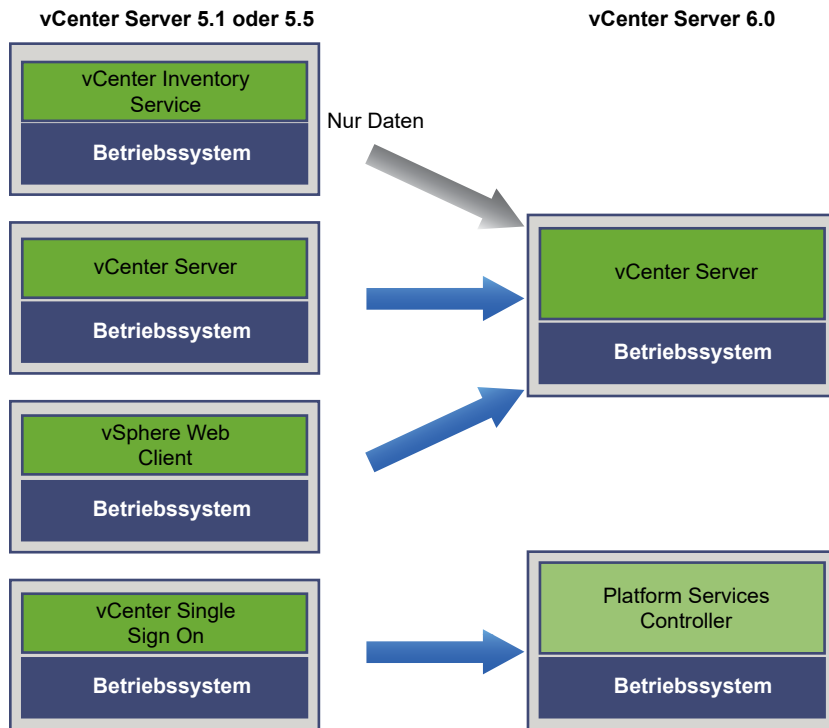 vCenter Server 5.1 oder 5.5
vCenter Server 6.0
vCenter Inventory
Service
Betriebssystem
Nur Daten
vCenter Server
Betriebssystem
vCenter Server
Betriebssystem
vSphere Web
Client
Betriebssystem
vCenter Single
Sign On
Betriebssystem
Platform Services
Controller
Betriebssystem